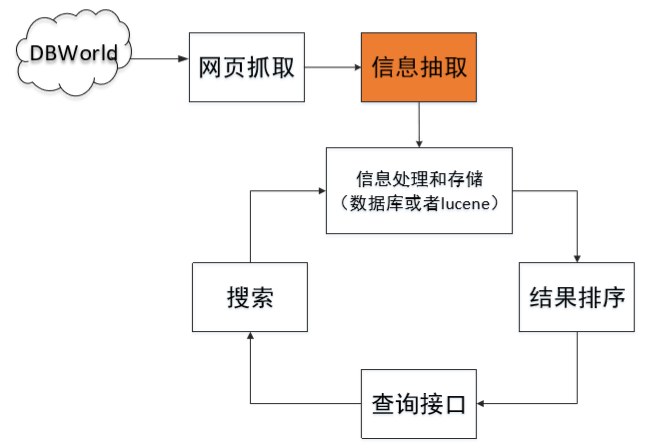 DBWorld
网页抓取
信息抽取
信息处理和存储
（数据库或者lucene）
搜索
结果排序
查询接口